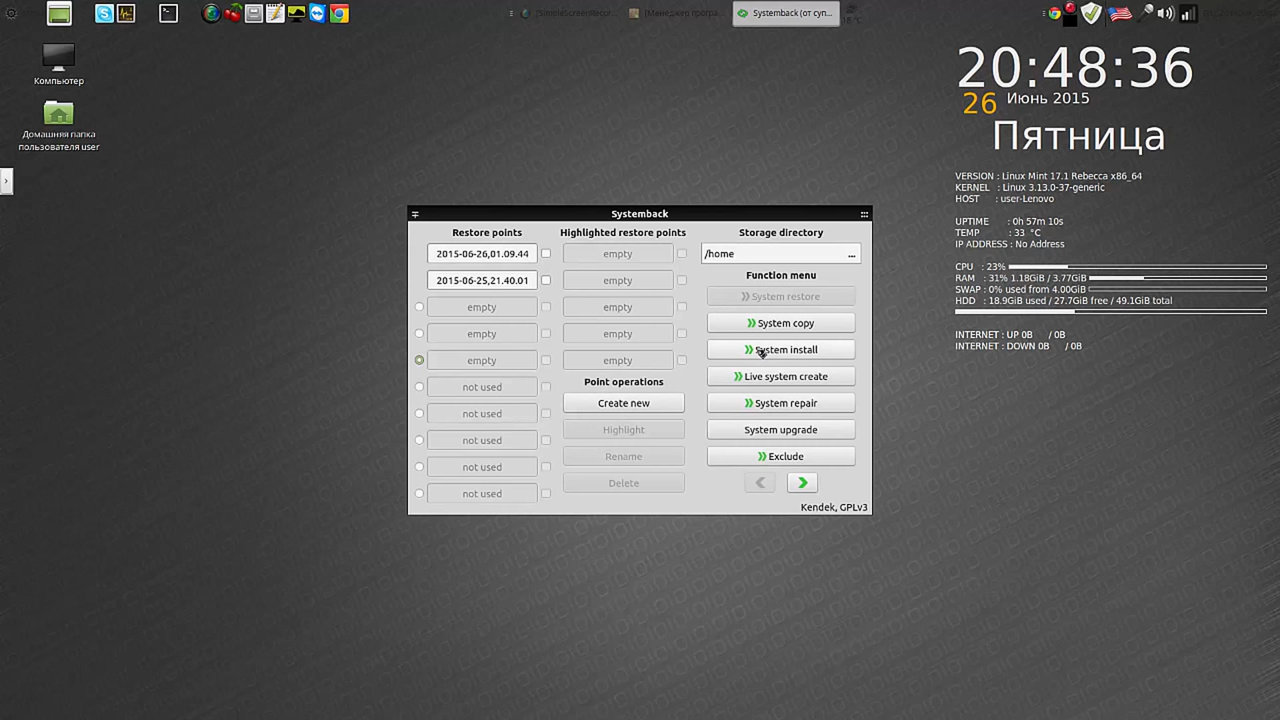 [SimpleScreenRecor...
[Менеджер програ...
Systemback (от суп...
Компьютер
Домашняя папка
пользователя user
20:48:36
26 Июнь 2015
Пятница
VERSION : Linux Mint 17.1 Rebecca x86_64
KERNEL : Linux 3.13.0-37-generic
HOST : user-Lenovo
UPTIME : 0h 57m 10s
TEMP : 33 °C
IP ADDRESS : No Address
CPU : 23%
RAM : 31% 1.18GiB / 3.77GiB
SWAP : 0% used from 4.00GiB
HDD : 18.9GiB used / 27.7GiB free / 49.1GiB total
INTERNET : UP 0B / 0B
INTERNET : DOWN 0B / 0B
Systemback
Restore points
2015-06-26,01.09.44
2015-06-25,21.40.01
empty
empty
empty
not used
not used
not used
not used
not used
Highlighted restore points
empty
empty
empty
empty
empty
Point operations
Create new
Highlight
Rename
Delete
Storage directory
/home ...
Function menu
System restore
System copy
System install
Live system create
System repair
System upgrade
Exclude
Kendek, GPLv3